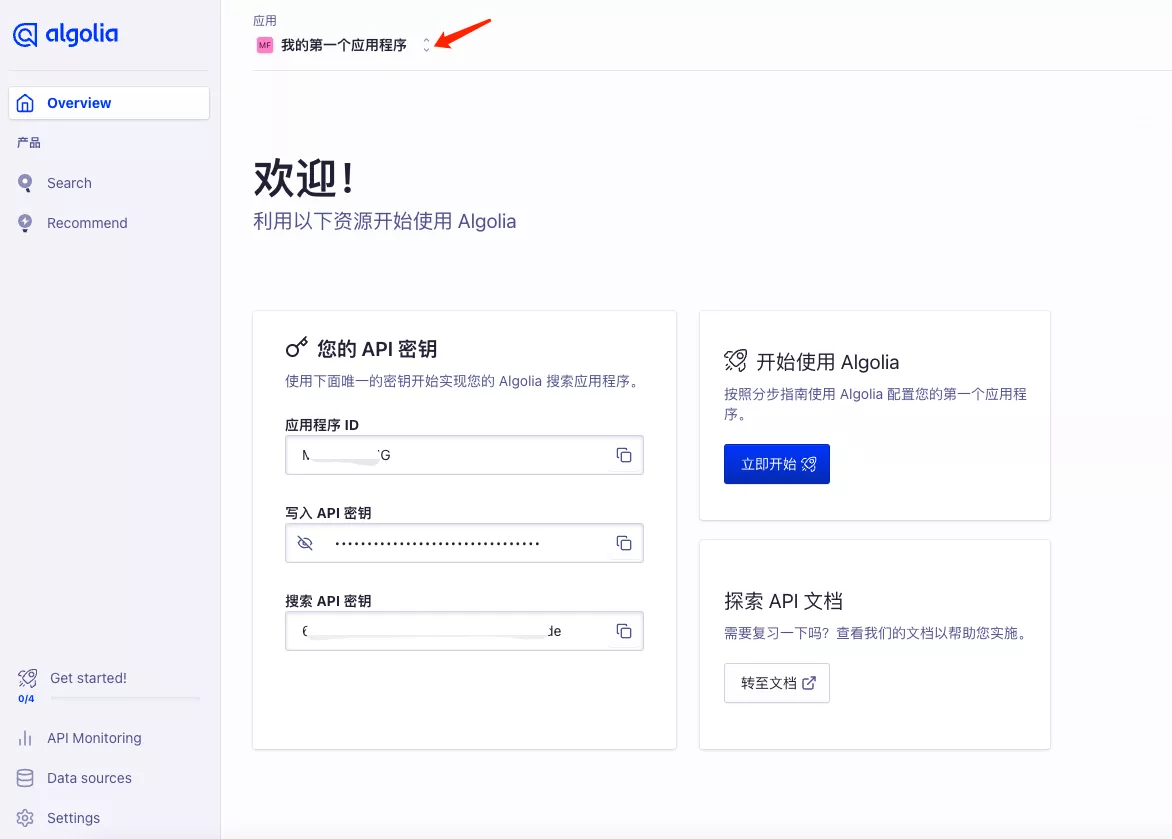 algolia
Overview
产品
Search
Recommend
Get started!
0/4
API Monitoring
Data sources
Settings
应用
MF 我的第一个应用程序
欢迎!
利用以下资源开始使用 Algolia
您的 API 密钥
使用下面唯一的密钥开始实现您的 Algolia 搜索应用程序。
应用程序 ID
写入 API 密钥
••••••••••••••••••••••••••••••••
搜索 API 密钥
6
de
开始使用 Algolia
按照分步指南使用 Algolia 配置您的第一个应用程
序。
立即开始
探索 API 文档
需要复习一下吗？查看我们的文档以帮助您实施。
转至文档